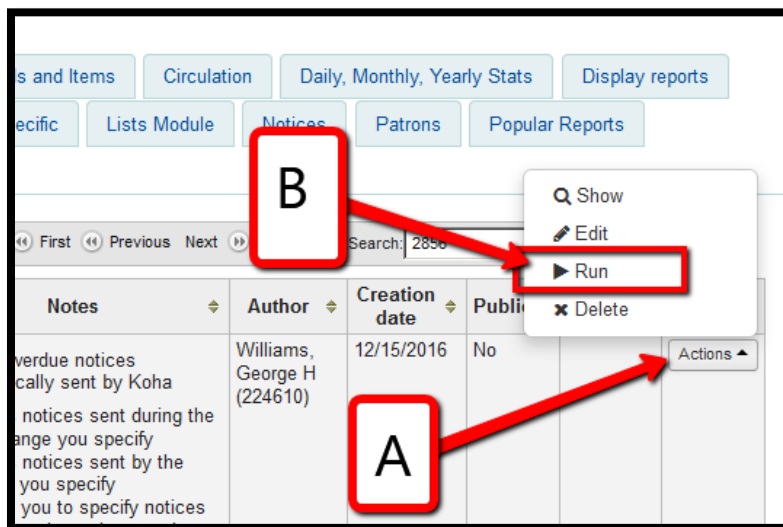 s and Items Circulation Daily, Monthly, Yearly Stats Display reports
ecific Lists Module Notices Patrons Popular Reports
B
Show
Edit
Run
Delete
First Previous Next Search: 2856
Notes Author Creation date Public
verdue notices
cally sent by Koha
notices sent during the
ange you specify
notices sent by the
you specify
you to specify notices
Williams,
George H
(224610)
12/15/2016
No
Actions
A